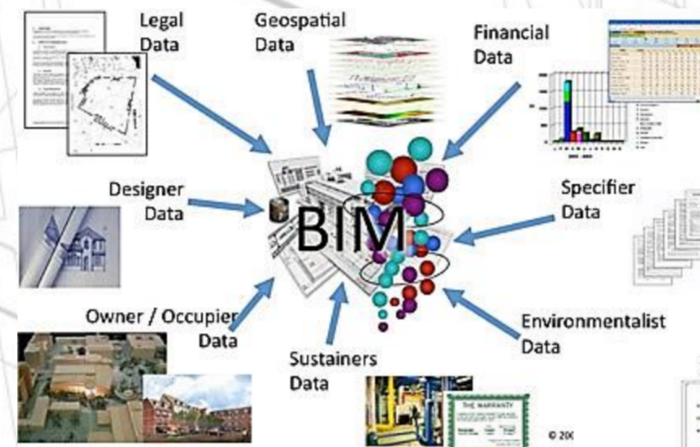 Legal
Data
Geospatial
Data
Financial
Data
Designer
Data
BIM
Specifier
Data
Owner / Occupier
Data
Sustainers
Data
Environmentalist
Data
THE WARRANTY
© 20